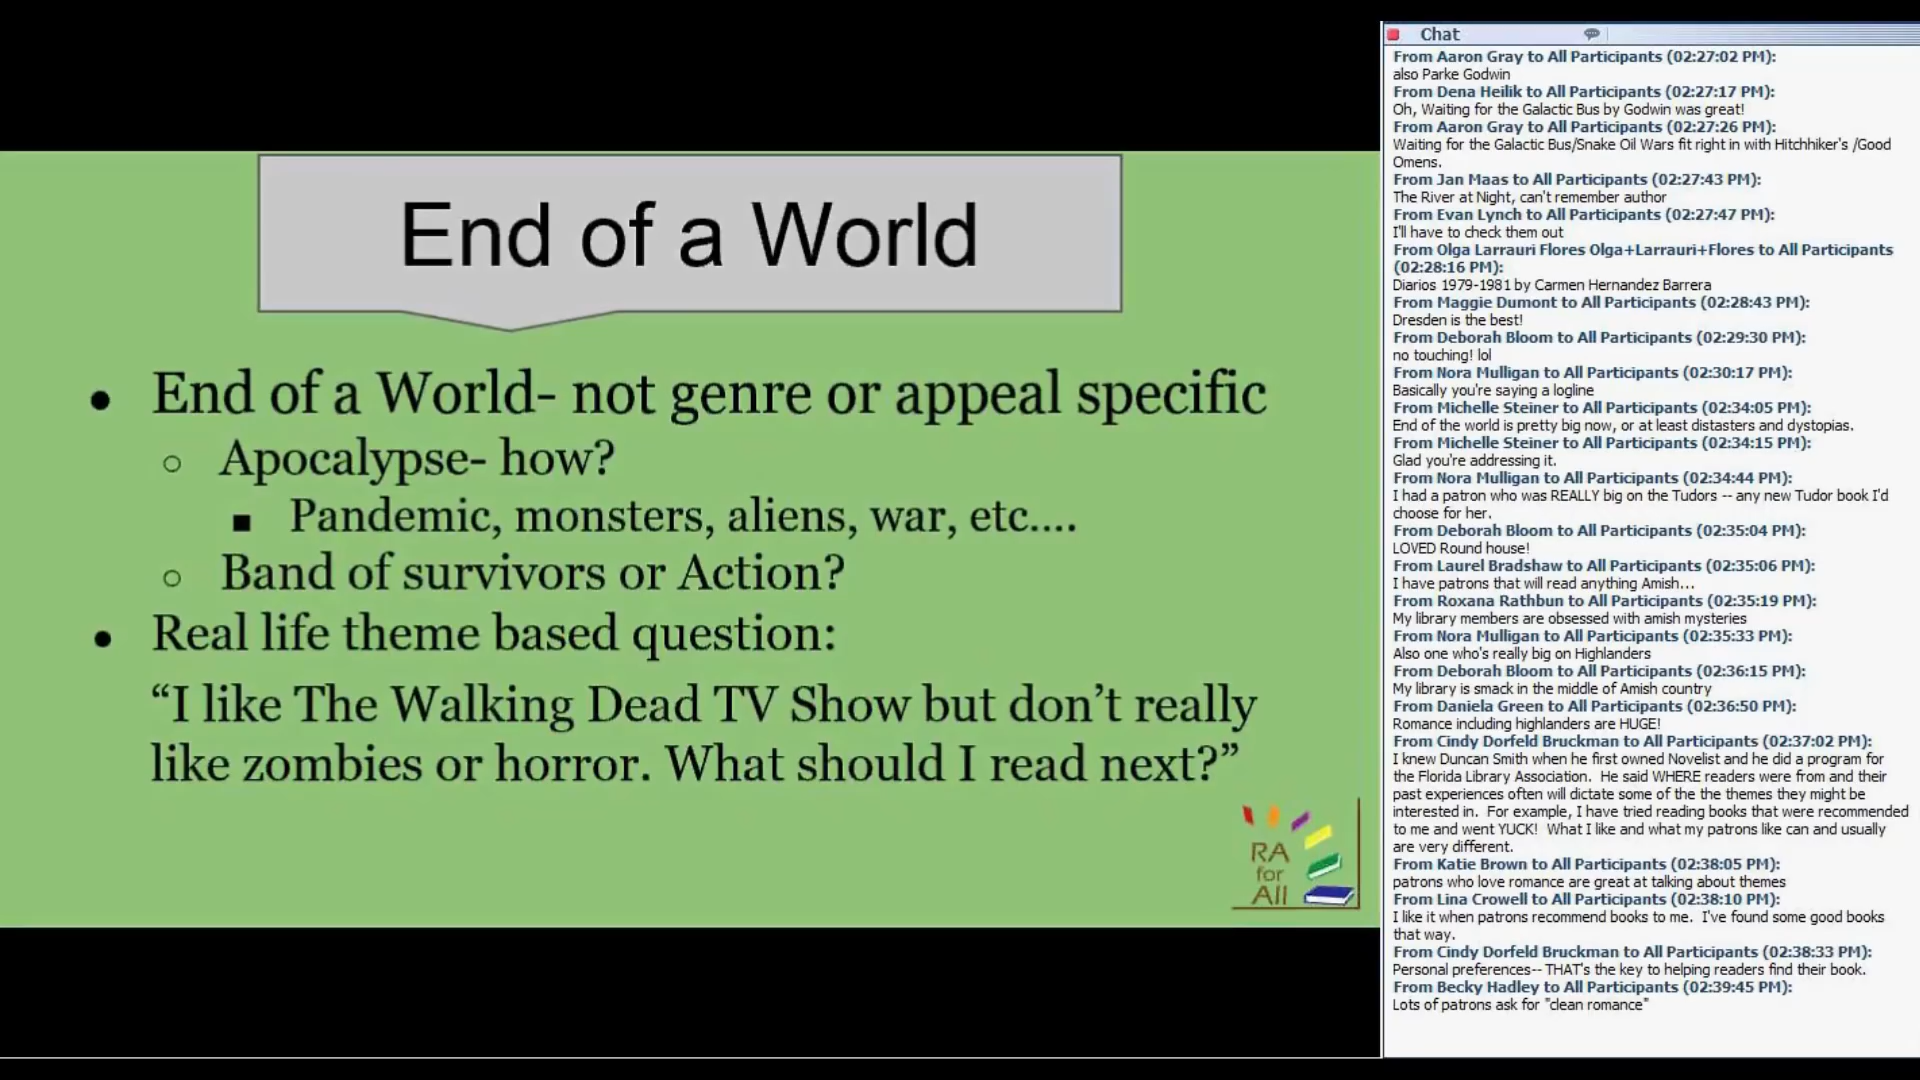 End of a World
● End of a World- not genre or appeal specific
○ Apocalypse- how?
■ Pandemic, monsters, aliens, war, etc....
○ Band of survivors or Action?
● Real life theme based question:
“I like The Walking Dead TV Show but don’t really
like zombies or horror. What should I read next?”
RA
for
All
Chat
From Aaron Gray to All Participants (02:27:02 PM):
also Parke Godwin
From Dena Heilik to All Participants (02:27:17 PM):
Oh, Waiting for the Galactic Bus by Godwin was great!
From Aaron Gray to All Participants (02:27:26 PM):
Waiting for the Galactic Bus/Snake Oil Wars fit right in with Hitchhiker's /Good
Omens.
From Jan Maas to All Participants (02:27:43 PM):
The River at Night, can't remember author
From Evan Lynch to All Participants (02:27:47 PM):
I'll have to check them out
From Olga Larrauri Flores Olga+Larrauri+Flores to All Participants
(02:28:16 PM):
Diarios 1979-1981 by Carmen Hernandez Barrera
From Maggie Dumont to All Participants (02:28:43 PM):
Dresden is the best!
From Deborah Bloom to All Participants (02:29:30 PM):
no touching! lol
From Nora Mulligan to All Participants (02:30:17 PM):
Basically you're saying a logline
From Michelle Steiner to All Participants (02:34:05 PM):
End of the world is pretty big now, or at least distasters and dystopias.
From Michelle Steiner to All Participants (02:34:15 PM):
Glad you're addressing it.
From Nora Mulligan to All Participants (02:34:44 PM):
I had a patron who was REALLY big on the Tudors -- any new Tudor book I'd
choose for her.
From Deborah Bloom to All Participants (02:35:04 PM):
LOVED Round house!
From Laurel Bradshaw to All Participants (02:35:06 PM):
I have patrons that will read anything Amish...
From Roxana Rathbun to All Participants (02:35:19 PM):
My library members are obsessed with amish mysteries
From Nora Mulligan to All Participants (02:35:33 PM):
Also one who's really big on Highlanders
From Deborah Bloom to All Participants (02:36:15 PM):
My library is smack in the middle of Amish country
From Daniela Green to All Participants (02:36:50 PM):
Romance including highlanders are HUGE!
From Cindy Dorfeld Bruckman to All Participants (02:37:02 PM):
I knew Duncan Smith when he first owned Novelist and he did a program for
the Florida Library Association. He said WHERE readers were from and their
past experiences often will dictate some of the the themes they might be
interested in. For example, I have tried reading books that were recommended
to me and went YUCK! What I like and what my patrons like can and usually
are very different.
From Katie Brown to All Participants (02:38:05 PM):
patrons who love romance are great at talking about themes
From Lina Crowell to All Participants (02:38:10 PM):
I like it when patrons recommend books to me. I've found some good books
that way.
From Cindy Dorfeld Bruckman to All Participants (02:38:33 PM):
Personal preferences-- THAT's the key to helping readers find their book.
From Becky Hadley to All Participants (02:39:45 PM):
Lots of patrons ask for "clean romance"